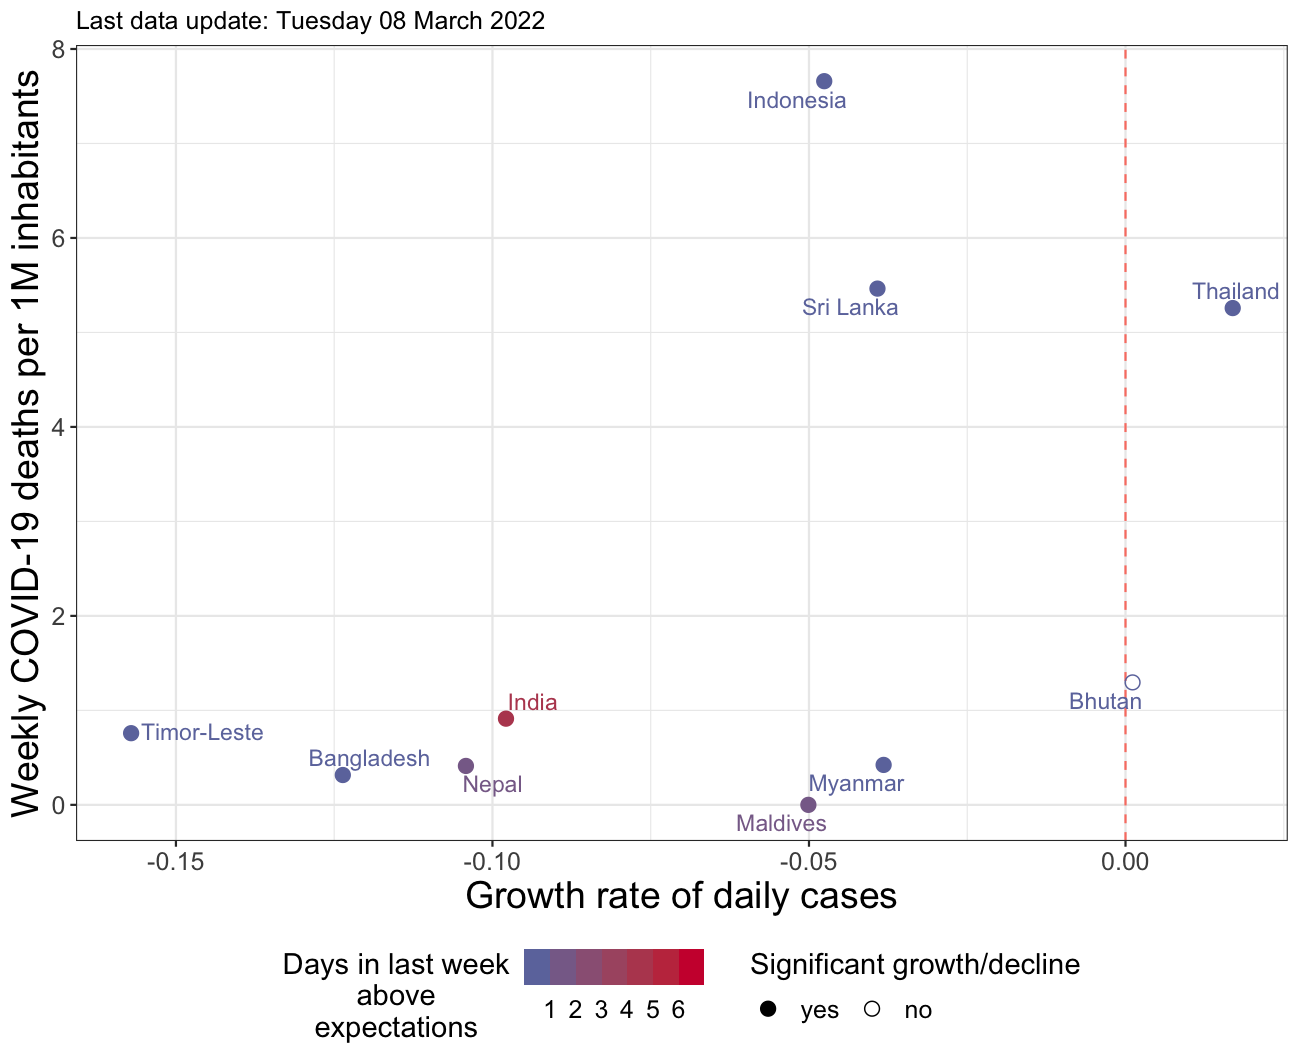 Last data update: Tuesday 08 March 2022
Weekly COVID-19 deaths per 1M inhabitants
8
6
4
2
0
Indonesia
Sri Lanka
Thailand
Bhutan
India
Timor-Leste
Bangladesh
Nepal
Myanmar
Maldives
-0.15 -0.10 -0.05 0.00
Growth rate of daily cases
Days in last week
above
expectations
1 2 3 4 5 6
Significant growth/decline
yes no